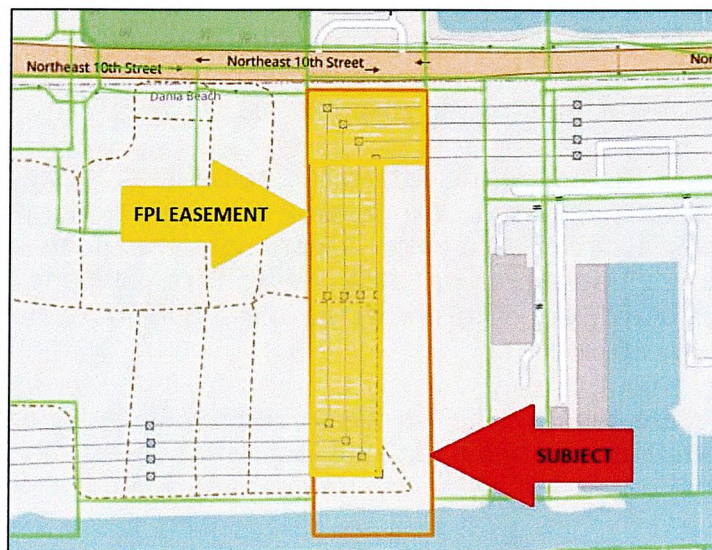 Northeast 10th Street
Northeast 10th Street
Nor
Dania Beach
FPL EASEMENT
SUBJECT